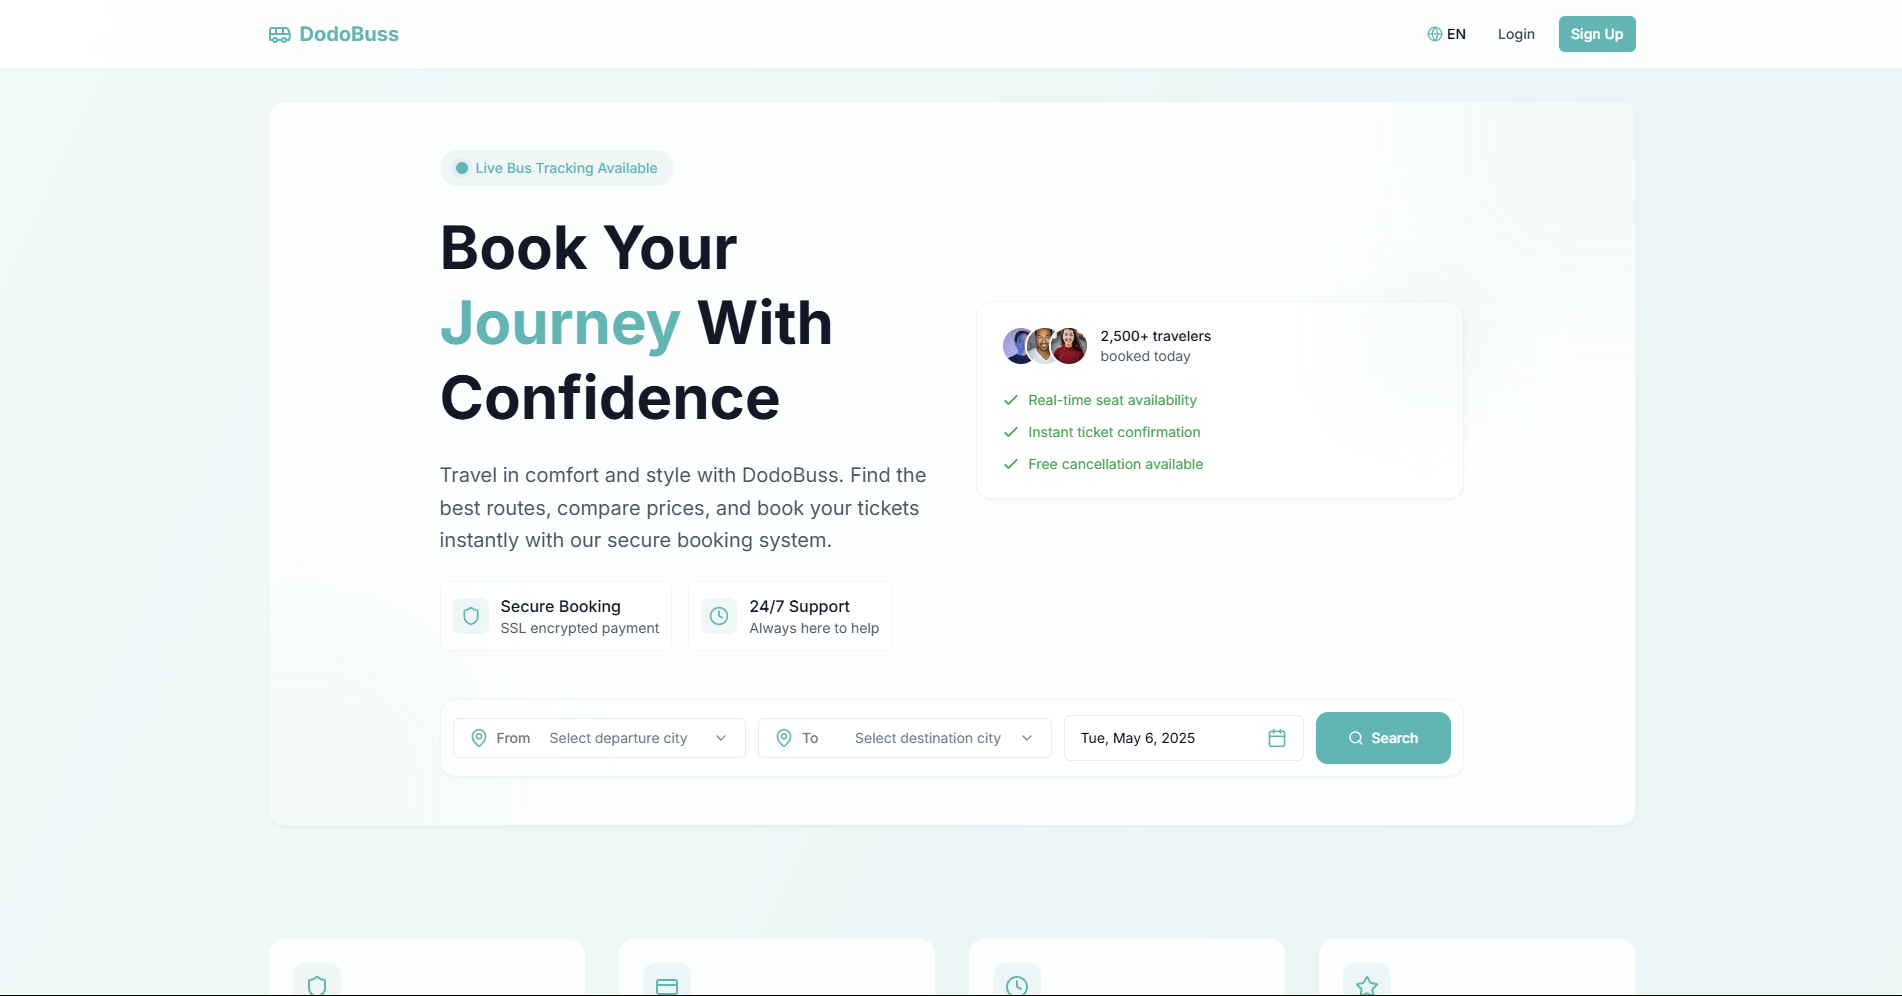 DodoBuss
EN
Login
Sign Up
Live Bus Tracking Available
Book Your
Journey With
Confidence
Travel in comfort and style with DodoBuss. Find the
best routes, compare prices, and book your tickets
instantly with our secure booking system.
Secure Booking
SSL encrypted payment
24/7 Support
Always here to help
2,500+ travelers
booked today
Real-time seat availability
Instant ticket confirmation
Free cancellation available
From Select departure city
To Select destination city
Tue, May 6, 2025
Search